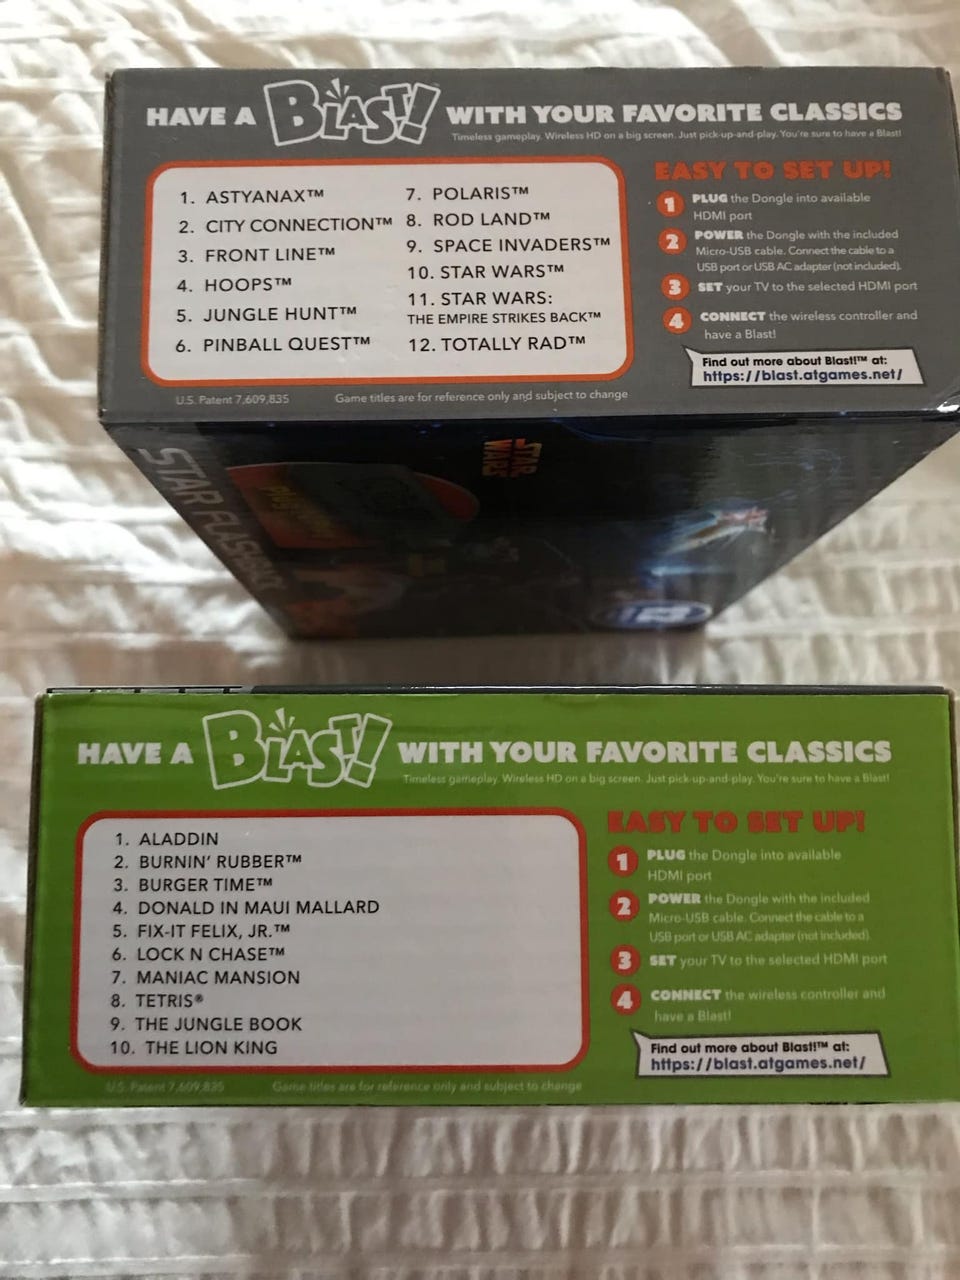 HAVE A BLAST! WITH YOUR FAVORITE CLASSICS
Timeless gameplay. Wireless HD on a big screen. Just pick-up-and-play. You're sure to have a Blast!
1. ASTYANAX™
2. CITY CONNECTION™
3. FRONT LINE™
4. HOOPS™
5. JUNGLE HUNT™
6. PINBALL QUEST™
7. POLARIS™
8. ROD LAND™
9. SPACE INVADERS™
10. STAR WARS™
11. STAR WARS:
THE EMPIRE STRIKES BACK™
12. TOTALLY RAD™
EASY TO SET UP!
1 PLUG the Dongle into available
HDMI port
2 POWER the Dongle with the included
Micro-USB cable. Connect the cable to a
USB port or USB AC adapter (not included).
3 SET your TV to the selected HDMI port
4 CONNECT the wireless controller and
have a Blast!
Find out more about Blast!™ at:
https://blast.atgames.net/
U.S. Patent 7,609,835
Game titles are for reference only and subject to change
STAR
WARS
FLASHBACK
HAVE A BLAST! WITH YOUR FAVORITE CLASSICS
Timeless gameplay. Wireless HD on a big screen. Just pick-up-and-play. You're sure to have a Blast!
1. ALADDIN
2. BURNIN' RUBBER™
3. BURGER TIME™
4. DONALD IN MAUI MALLARD
5. FIX-IT FELIX, JR.™
6. LOCK N CHASE™
7. MANIAC MANSION
8. TETRIS®
9. THE JUNGLE BOOK
10. THE LION KING
EASY TO SET UP!
1 PLUG the Dongle into available
HDMI port
2 POWER the Dongle with the included
Micro-USB cable. Connect the cable to a
USB port or USB AC adapter (not included).
3 SET your TV to the selected HDMI port
4 CONNECT the wireless controller and
have a Blast!
Find out more about Blast!™ at:
https://blast.atgames.net/
U.S. Patent 7,609,835
Game titles are for reference only and subject to change